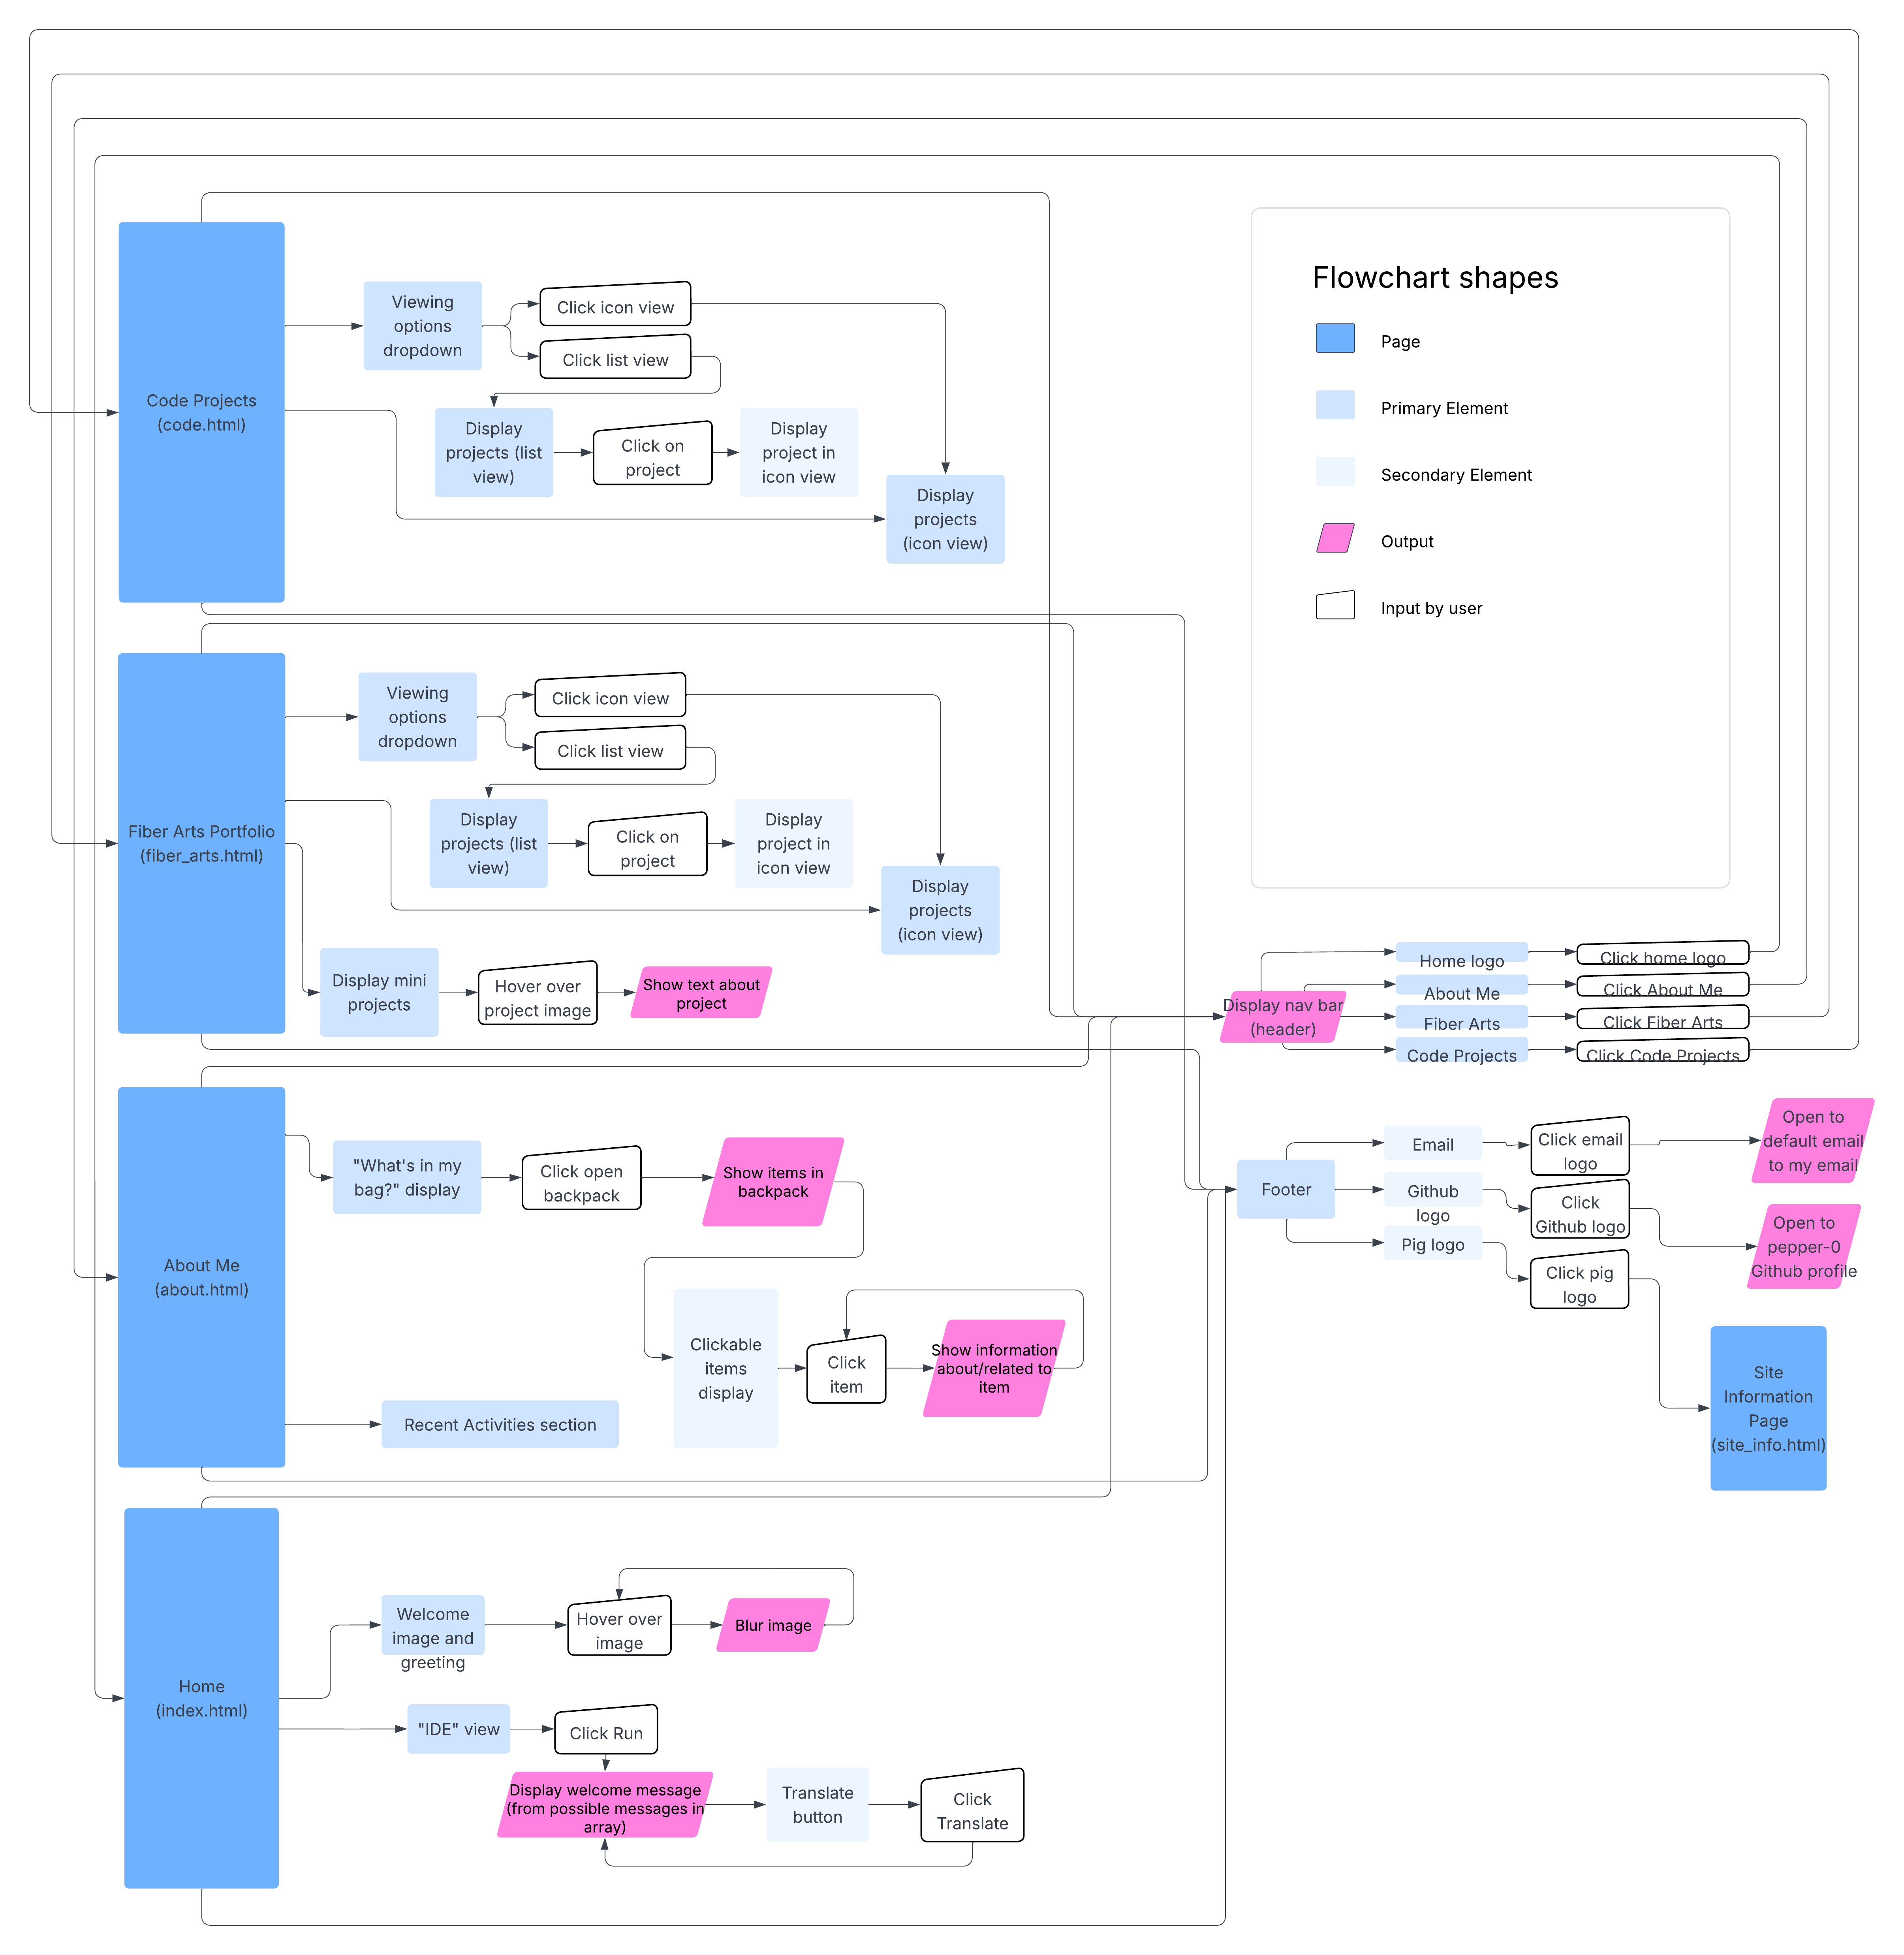 Flowchart shapes
Page
Primary Element
Secondary Element
Output
Input by user
Code Projects
(code.html)
Viewing
options
dropdown
Click icon view
Click list view
Display
projects (list
view)
Click on
project
Display
project in
icon view
Display
projects
(icon view)
Fiber Arts Portfolio
(fiber_arts.html)
Viewing
options
dropdown
Click icon view
Click list view
Display
projects (list
view)
Click on
project
Display
project in
icon view
Display
projects
(icon view)
Display mini
projects
Hover over
project image
Show text about
project
Display nav bar
(header)
Home logo
Click home logo
About Me
Click About Me
Fiber Arts
Click Fiber Arts
Code Projects
Click Code Projects
About Me
(about.html)
"What's in my
bag?" display
Click open
backpack
Show items in
backpack
Clickable
items
display
Click
item
Show information
about/related to
item
Recent Activities section
Footer
Email
Click email
logo
Open to
default email
to my email
Github
logo
Click
Github logo
Open to
pepper-0
Github profile
Pig logo
Click pig
logo
Site
Information
Page
(site_info.html)
Home
(index.html)
Welcome
image and
greeting
Hover over
image
Blur image
"IDE" view
Click Run
Display welcome message
(from possible messages in
array)
Translate
button
Click
Translate